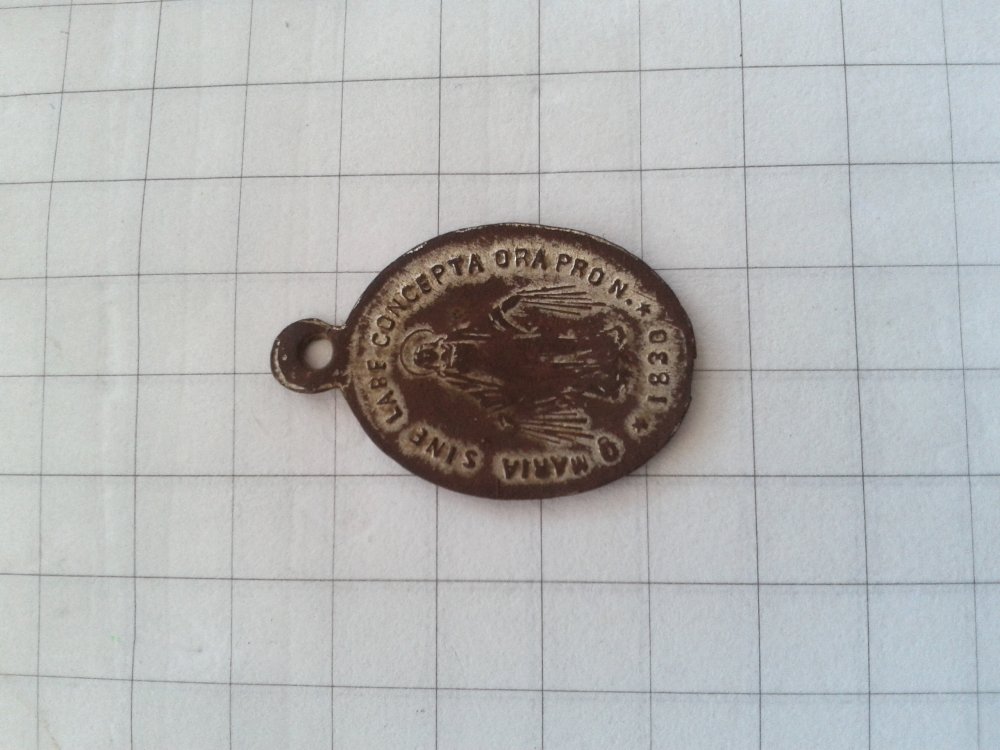 O MARIA SINE LABE CONCEPTA ORA PRO N.
1830